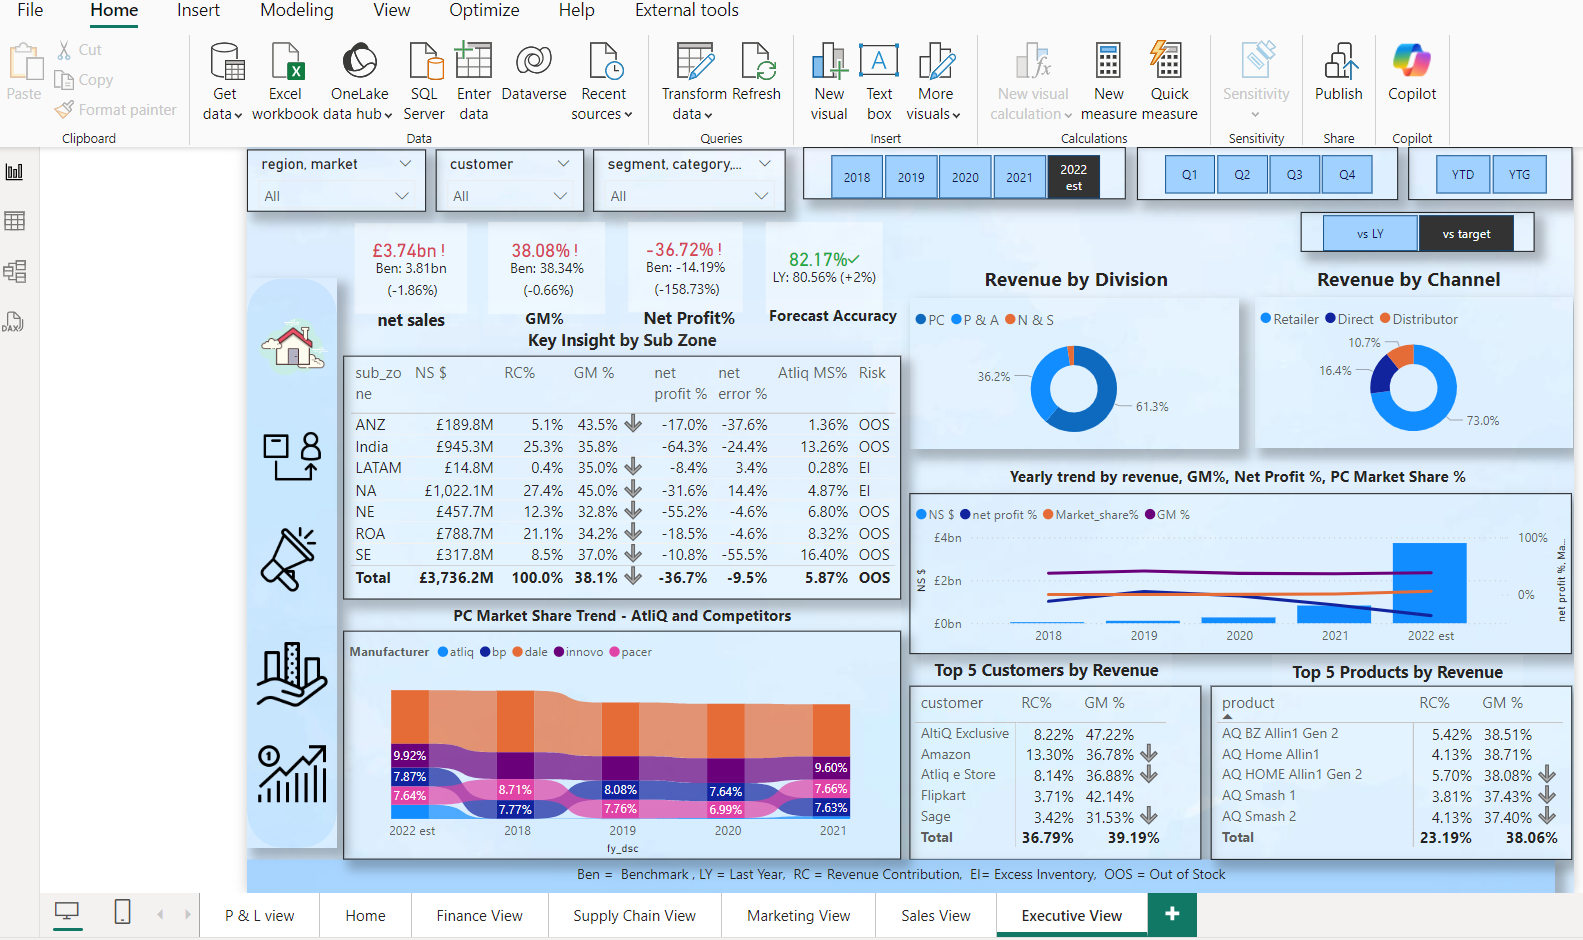 File Home Insert Modeling View Optimize Help External tools
Paste
Cut
Copy
Format painter
Clipboard
Get data
Excel workbook
OneLake data hub
SQL Server
Enter data
Dataverse
Recent sources
Data
Transform data
Refresh
Queries
New visual
Text box
More visuals
Insert
New visual calculation
New measure
Quick measure
Calculations
Sensitivity
Sensitivity
Publish
Share
Copilot
Copilot
region, market
All
customer
All
segment, category,...
All
2018 2019 2020 2021 2022 est
Q1 Q2 Q3 Q4
YTD YTG
vs LY vs target
£3.74bn !
Ben: 3.81bn
(-1.86%)
net sales
38.08% !
Ben: 38.34%
(-0.66%)
GM%
-36.72% !
Ben: -14.19%
(-158.73%)
Net Profit%
82.17%
LY: 80.56% (+2%)
Forecast Accuracy
Key Insight by Sub Zone
sub_zone NS $ RC% GM % net profit % net error % Atliq MS% Risk
ANZ £189.8M 5.1% 43.5% -17.0% -37.6% 1.36% OOS
India £945.3M 25.3% 35.8% -64.3% -24.4% 13.26% OOS
LATAM £14.8M 0.4% 35.0% -8.4% 3.4% 0.28% EI
NA £1,022.1M 27.4% 45.0% -31.6% 14.4% 4.87% EI
NE £457.7M 12.3% 32.8% -55.2% -4.6% 6.80% OOS
ROA £788.7M 21.1% 34.2% -18.5% -4.6% 8.32% OOS
SE £317.8M 8.5% 37.0% -10.8% -55.5% 16.40% OOS
Total £3,736.2M 100.0% 38.1% -36.7% -9.5% 5.87% OOS
PC Market Share Trend - AtliQ and Competitors
Manufacturer atliq bp dale innovo pacer
9.92%
7.87%
7.64%
8.71%
7.77%
8.08%
7.76%
7.64%
6.99%
9.60%
7.66%
7.63%
2022 est 2018 2019 2020 2021
fy_dsc
Revenue by Division
PC P & A N & S
36.2%
61.3%
Revenue by Channel
Retailer Direct Distributor
10.7%
16.4%
73.0%
Yearly trend by revenue, GM%, Net Profit %, PC Market Share %
NS $ net profit % Market_share% GM %
£4bn
£2bn
£0bn
NS $
100%
0%
net profit %, Ma...
2018 2019 2020 2021 2022 est
Top 5 Customers by Revenue
customer RC% GM %
AltiQ Exclusive 8.22% 47.22%
Amazon 13.30% 36.78%
Atliq e Store 8.14% 36.88%
Flipkart 3.71% 42.14%
Sage 3.42% 31.53%
Total 36.79% 39.19%
Top 5 Products by Revenue
product RC% GM %
AQ BZ Allin1 Gen 2 5.42% 38.51%
AQ Home Allin1 4.13% 38.71%
AQ HOME Allin1 Gen 2 5.70% 38.08%
AQ Smash 1 3.81% 37.43%
AQ Smash 2 4.13% 37.40%
Total 23.19% 38.06%
Ben = Benchmark , LY = Last Year, RC = Revenue Contribution, EI= Excess Inventory, OOS = Out of Stock
P & L view Home Finance View Supply Chain View Marketing View Sales View Executive View +
DAX